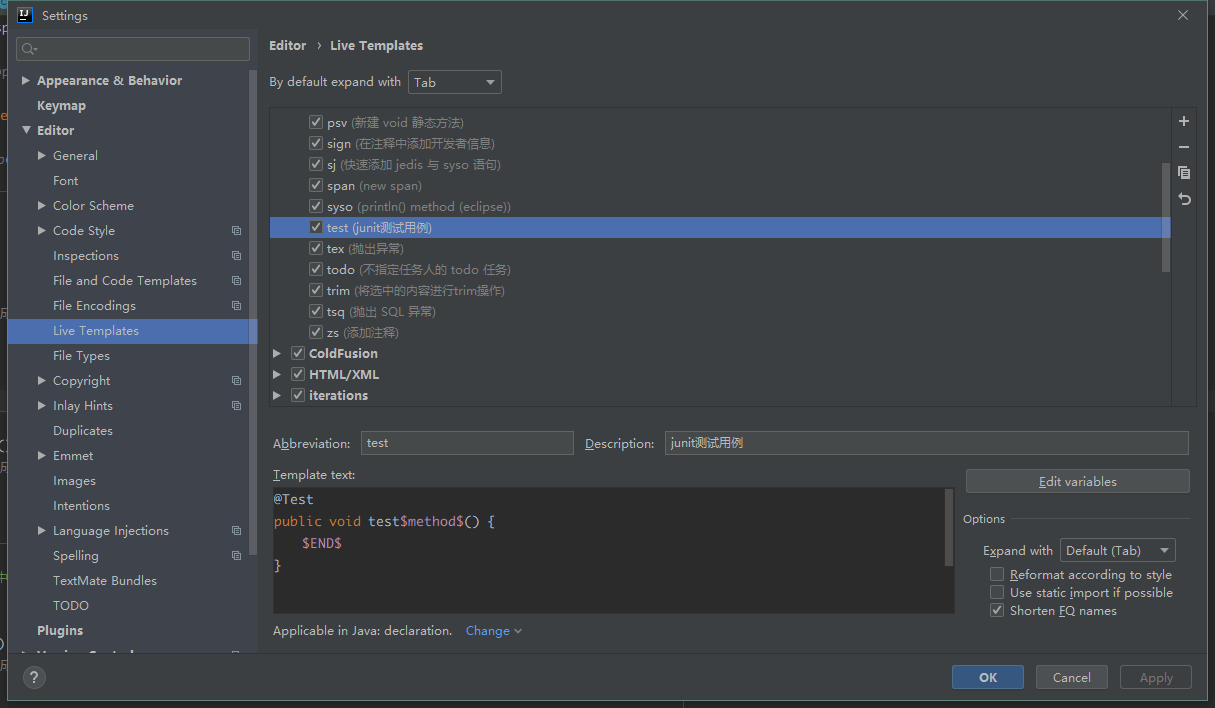 Settings
Appearance & Behavior
Keymap
Editor
General
Font
Color Scheme
Code Style
Inspections
File and Code Templates
File Encodings
Live Templates
File Types
Copyright
Inlay Hints
Duplicates
Emmet
Images
Intentions
Language Injections
Spelling
TextMate Bundles
TODO
Plugins
Editor › Live Templates
By default expand with Tab
psv (新建 void 静态方法)
sign (在注释中添加开发者信息)
sj (快速添加 jedis 与 syso 语句)
span (new span)
syso (println() method (eclipse))
test (junit测试用例)
tex (抛出异常)
todo (不指定任务人的 todo 任务)
trim (将选中的内容进行trim操作)
tsq (抛出 SQL 异常)
zs (添加注释)
ColdFusion
HTML/XML
iterations
Abbreviation: test Description: junit测试用例
Template text:
@Test
public void test$method$() {
$END$
}
Edit variables
Options
Expand with Default (Tab)
Reformat according to style
Use static import if possible
Shorten FQ names
Applicable in Java: declaration. Change
? OK Cancel Apply